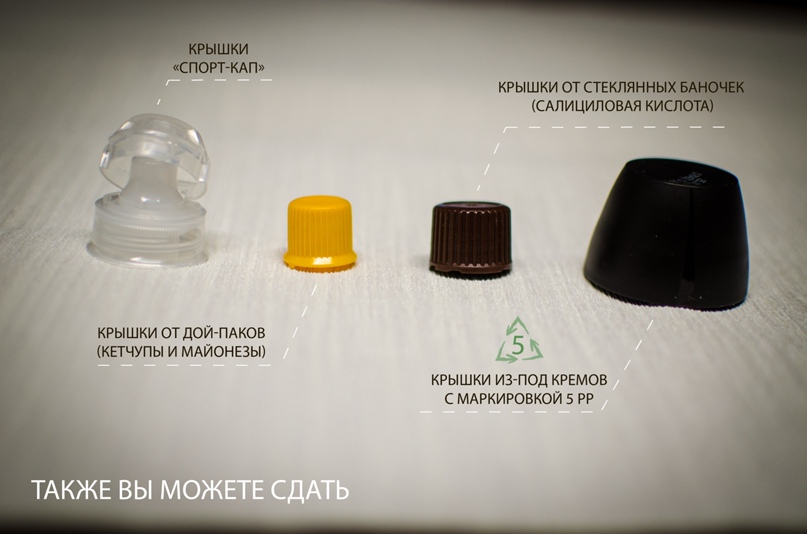 КРЫШКИ
«СПОРТ-КАП»
КРЫШКИ ОТ СТЕКЛЯННЫХ БАНОЧЕК
(САЛИЦИЛОВАЯ КИСЛОТА)
КРЫШКИ ОТ ДОЙ-ПАКОВ
(КЕТЧУПЫ И МАЙОНЕЗЫ)
5
КРЫШКИ ИЗ-ПОД КРЕМОВ
С МАРКИРОВКОЙ 5 PP
ТАКЖЕ ВЫ МОЖЕТЕ СДАТЬ